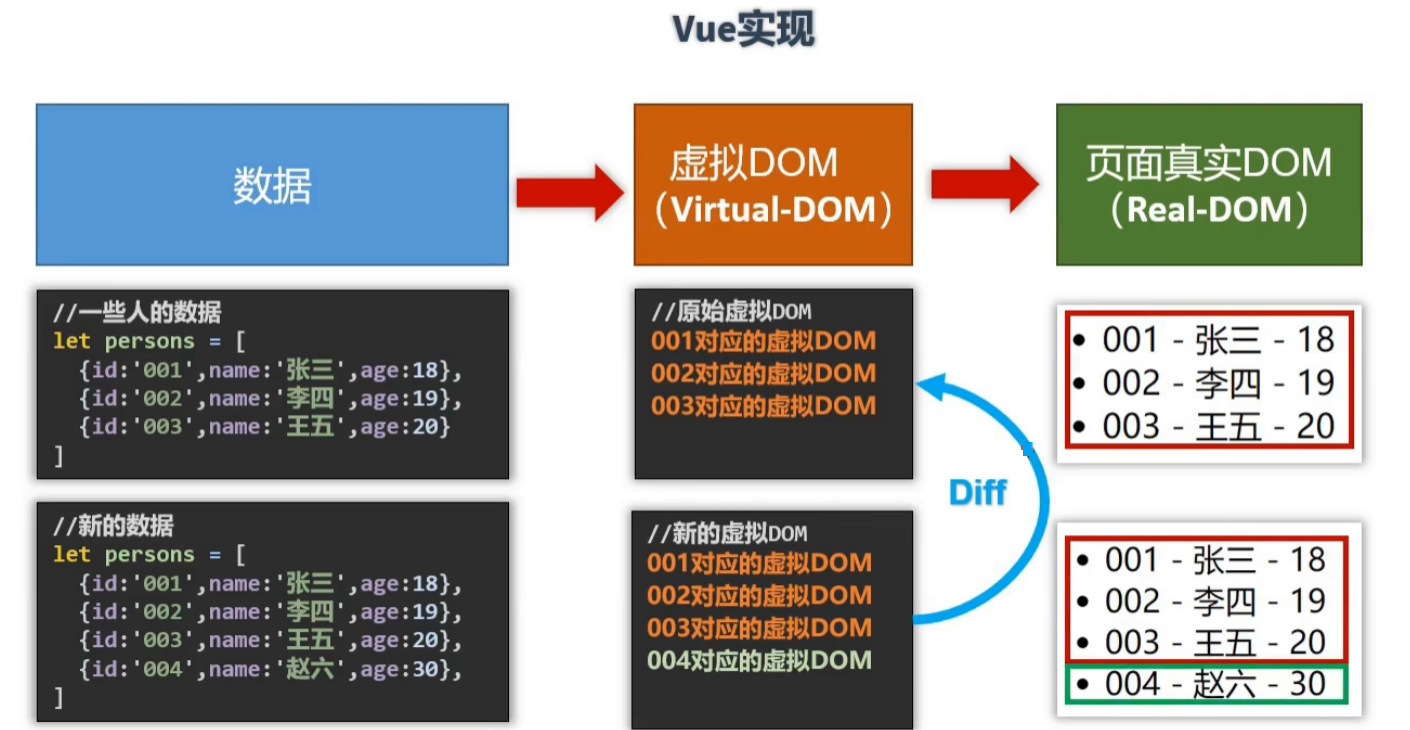 Vue实现
数据
虚拟DOM
（Virtual-DOM）
页面真实DOM
（Real-DOM）
//一些人的数据
let persons = [
{id:'001',name:'张三',age:18},
{id:'002',name:'李四',age:19},
{id:'003',name:'王五',age:20}
]
//原始虚拟DOM
001对应的虚拟DOM
002对应的虚拟DOM
003对应的虚拟DOM
• 001 - 张三 - 18
• 002 - 李四 - 19
• 003 - 王五 - 20
Diff
//新的数据
let persons = [
{id:'001',name:'张三',age:18},
{id:'002',name:'李四',age:19},
{id:'003',name:'王五',age:20},
{id:'004',name:'赵六',age:30},
]
//新的虚拟DOM
001对应的虚拟DOM
002对应的虚拟DOM
003对应的虚拟DOM
004对应的虚拟DOM
• 001 - 张三 - 18
• 002 - 李四 - 19
• 003 - 王五 - 20
• 004 - 赵六 - 30